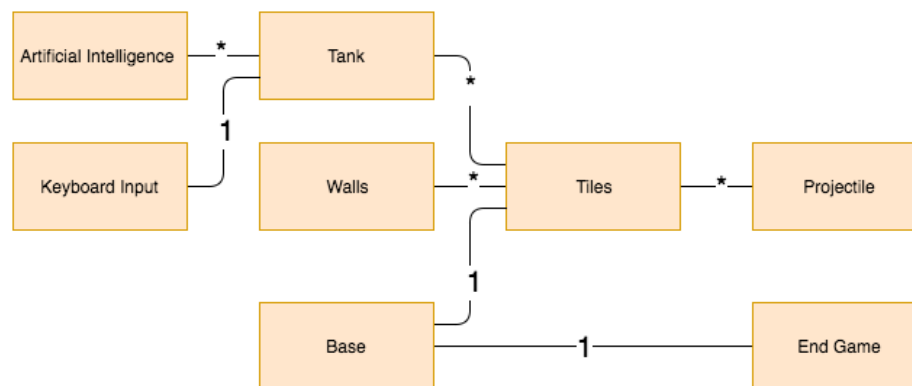 Artificial Intelligence
*
Tank
*
1
Keyboard Input
Walls
*
Tiles
*
Projectile
1
Base
1
End Game